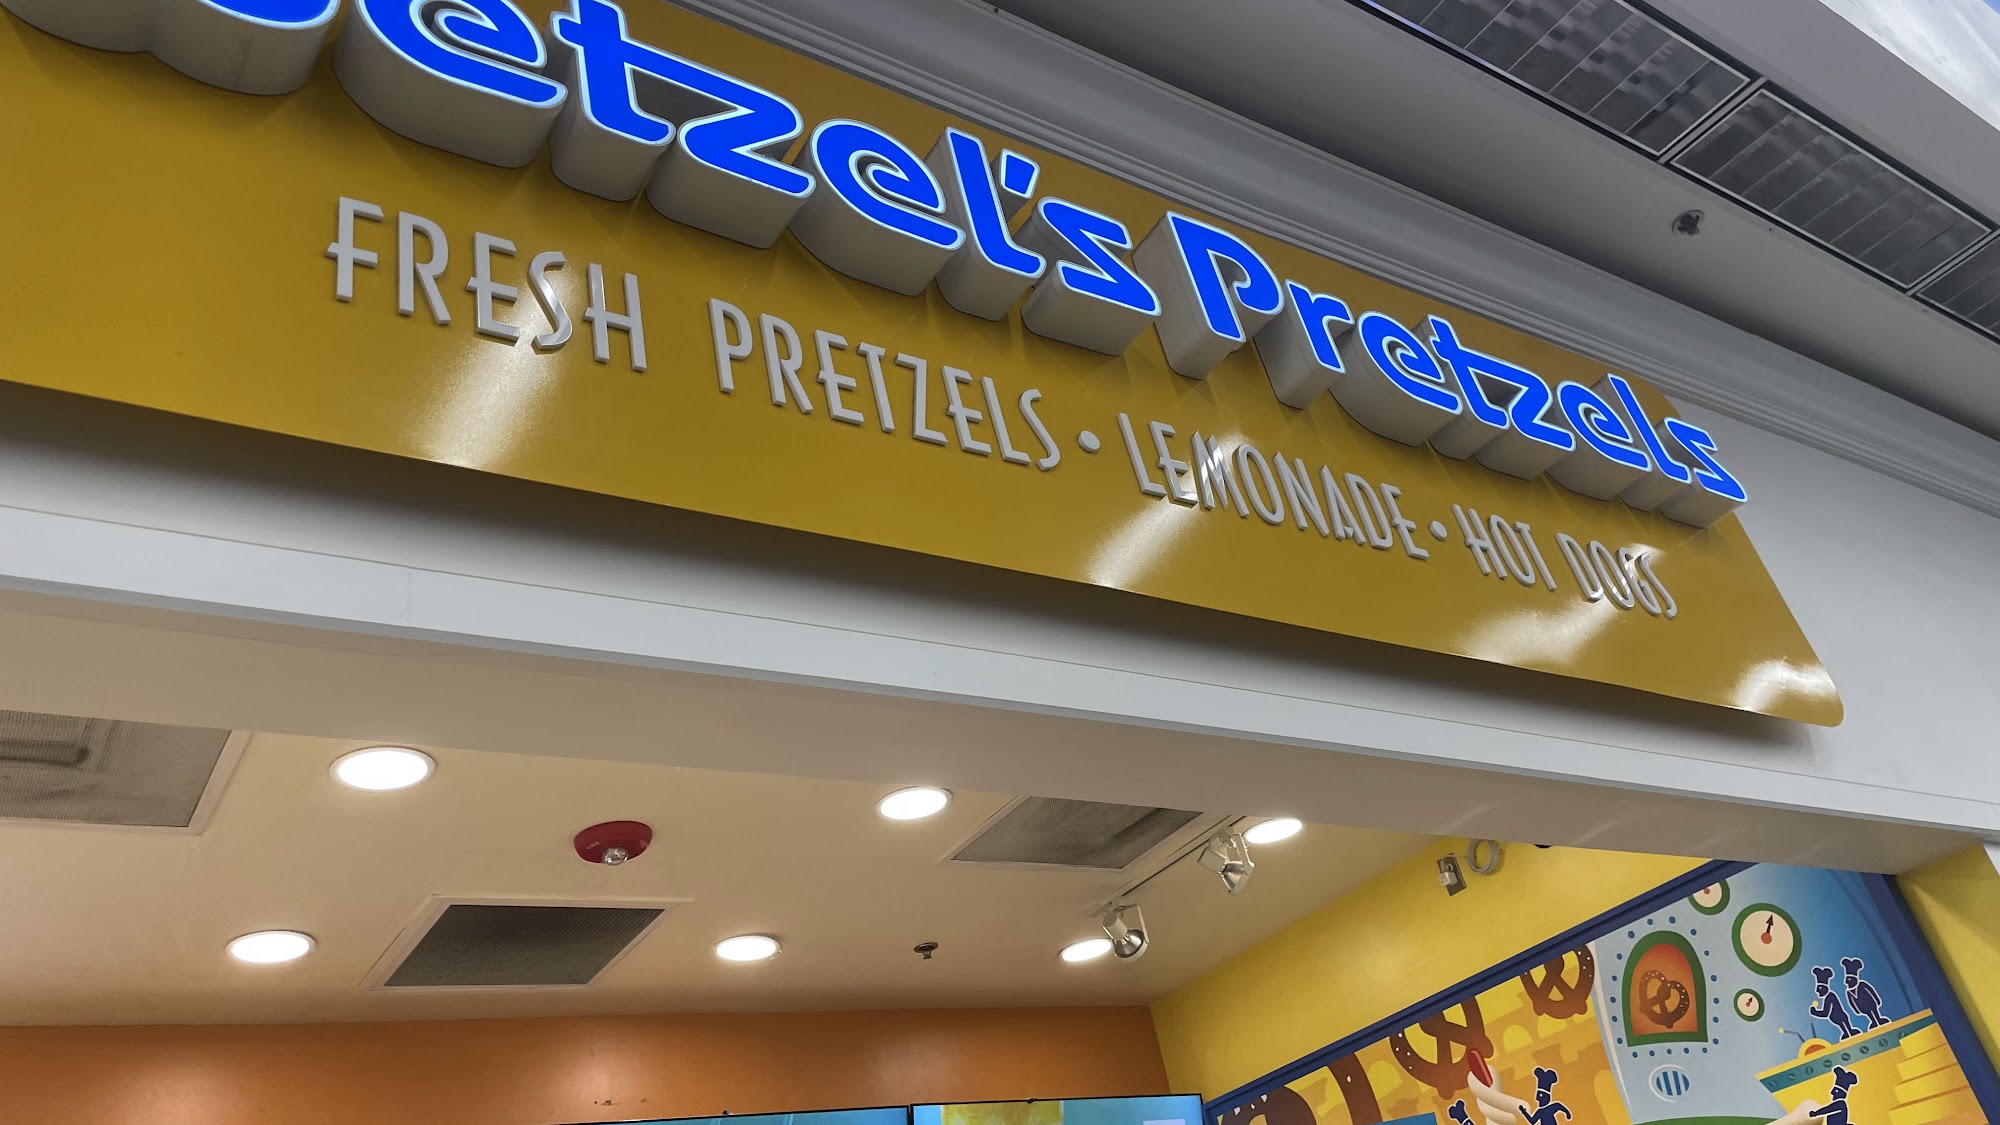 etzel's Pretzels
FRESH PRETZELS • LEMONADE • HOT DOGS